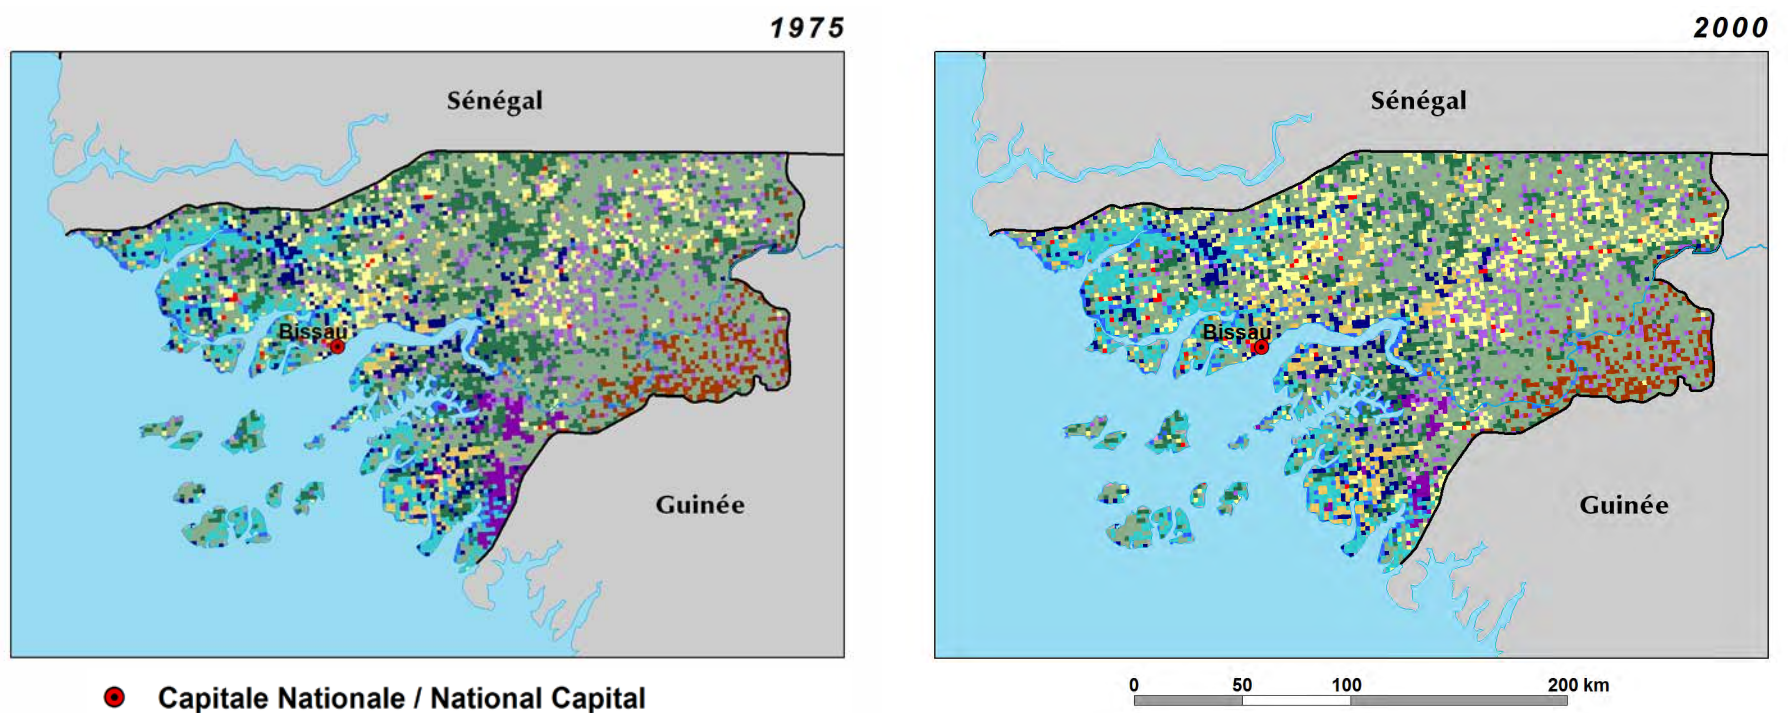 1975
2000
Sénégal
Sénégal
Bissau
Bissau
Guinée
Guinée
Capitale Nationale / National Capital
0 50 100 200 km